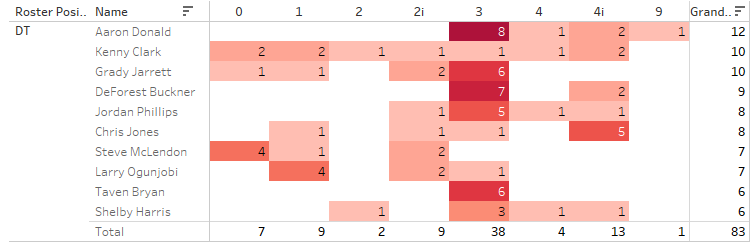 Roster Posi.. Name 0 1 2 2i 3 4 4i 9 Grand..
DT Aaron Donald 8 1 2 1 12
Kenny Clark 2 2 1 1 1 1 2 10
Grady Jarrett 1 1 2 6 10
DeForest Buckner 7 2 9
Jordan Phillips 1 5 1 1 8
Chris Jones 1 1 1 5 8
Steve McLendon 4 1 2 7
Larry Ogunjobi 4 2 1 7
Taven Bryan 6 6
Shelby Harris 1 3 1 1 6
Total 7 9 2 9 38 4 13 1 83